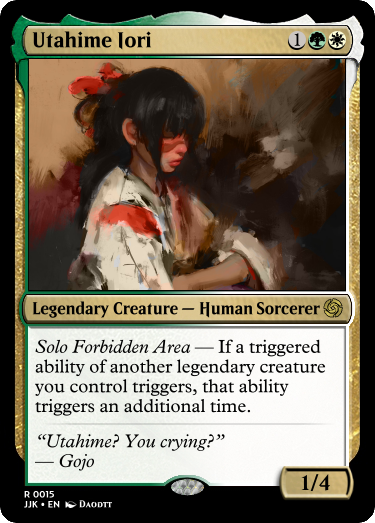 Utahime Iori
1
Legendary Creature — Human Sorcerer
Solo Forbidden Area — If a triggered
ability of another legendary creature
you control triggers, that ability
triggers an additional time.
“Utahime? You crying?”
— Gojo
1/4
R 0015
JJK • EN DAODTT